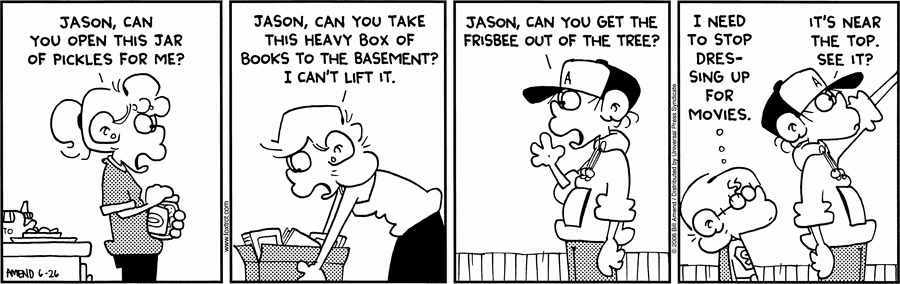 JASON, CAN
YOU OPEN THIS JAR
OF PICKLES FOR ME?
TO
AMEND 6-26
JASON, CAN YOU TAKE
THIS HEAVY BOX OF
BOOKS TO THE BASEMENT?
I CAN'T LIFT IT.
www.foxtrot.com
JASON, CAN YOU GET THE
FRISBEE OUT OF THE TREE?
A
© 2006 Bill Amend / Distributed by Universal Press Syndicate
I NEED
TO STOP
DRES-
SING UP
FOR
MOVIES.
IT'S NEAR
THE TOP.
SEE IT?
A